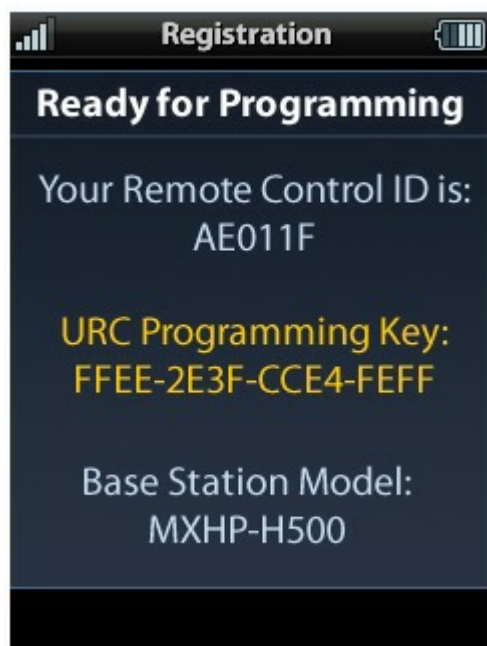 Registration
Ready for Programming
Your Remote Control ID is:
AE011F
URC Programming Key:
FFEE-2E3F-CCE4-FEFF
Base Station Model:
MXHP-H500